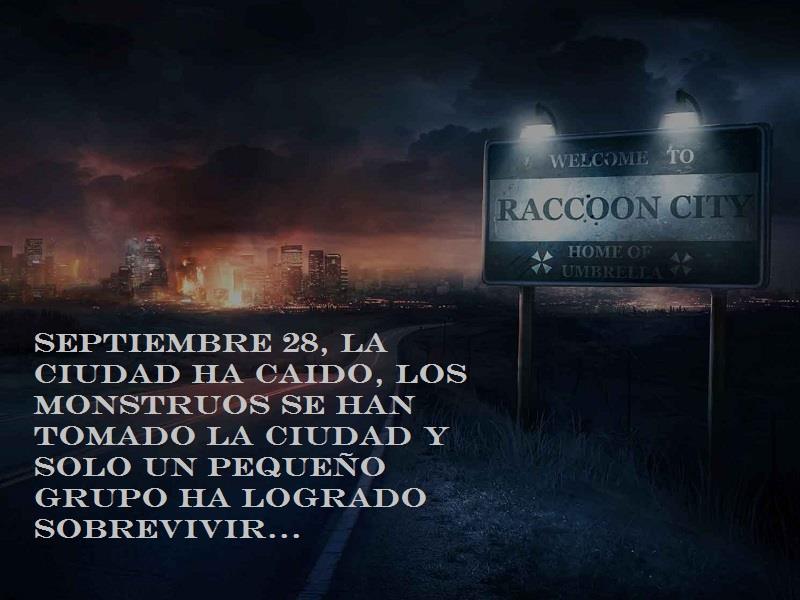 WELCOME TO
RACCOON CITY
HOME OF
UMBRELLA
SEPTIEMBRE 28, LA
CIUDAD HA CAIDO, LOS
MONSTRUOS SE HAN
TOMADO LA CIUDAD Y
SOLO UN PEQUEÑO
GRUPO HA LOGRADO
SOBREVIVIR...